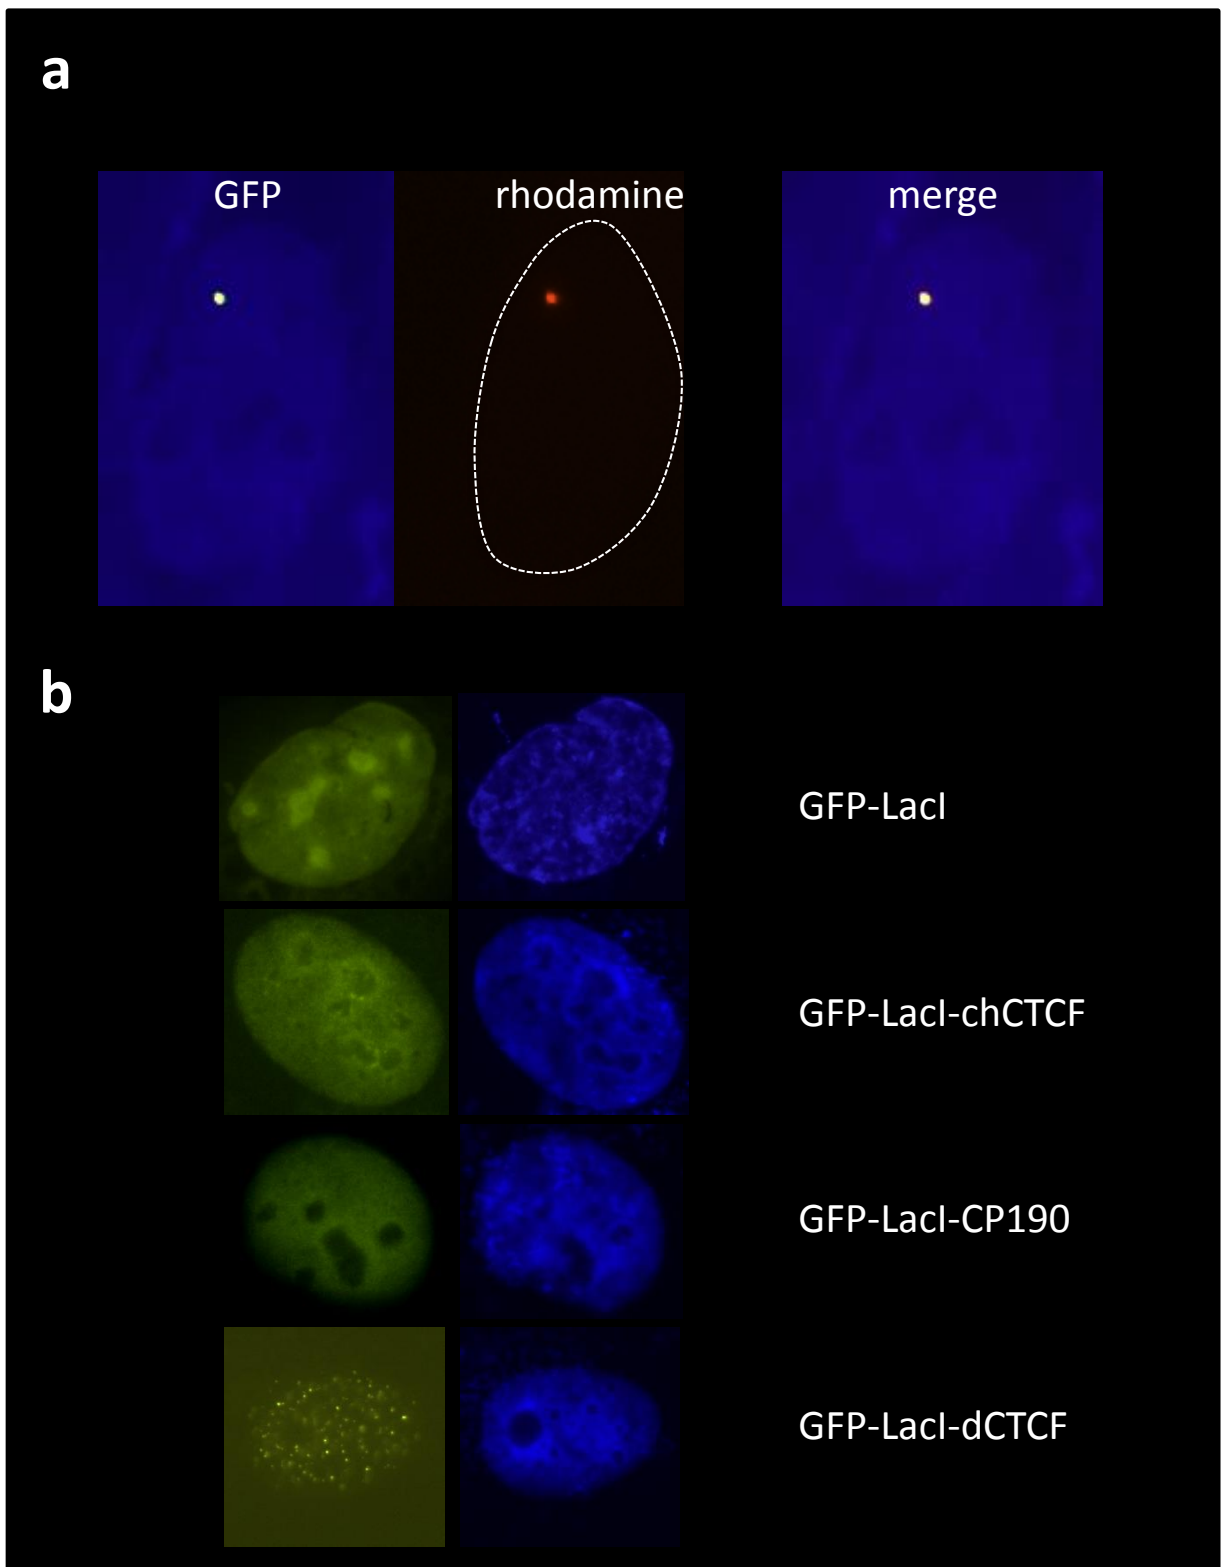 a
GFP
rhodamine
merge
b
GFP-LacI
GFP-LacI-chCTCF
GFP-LacI-CP190
GFP-LacI-dCTCF